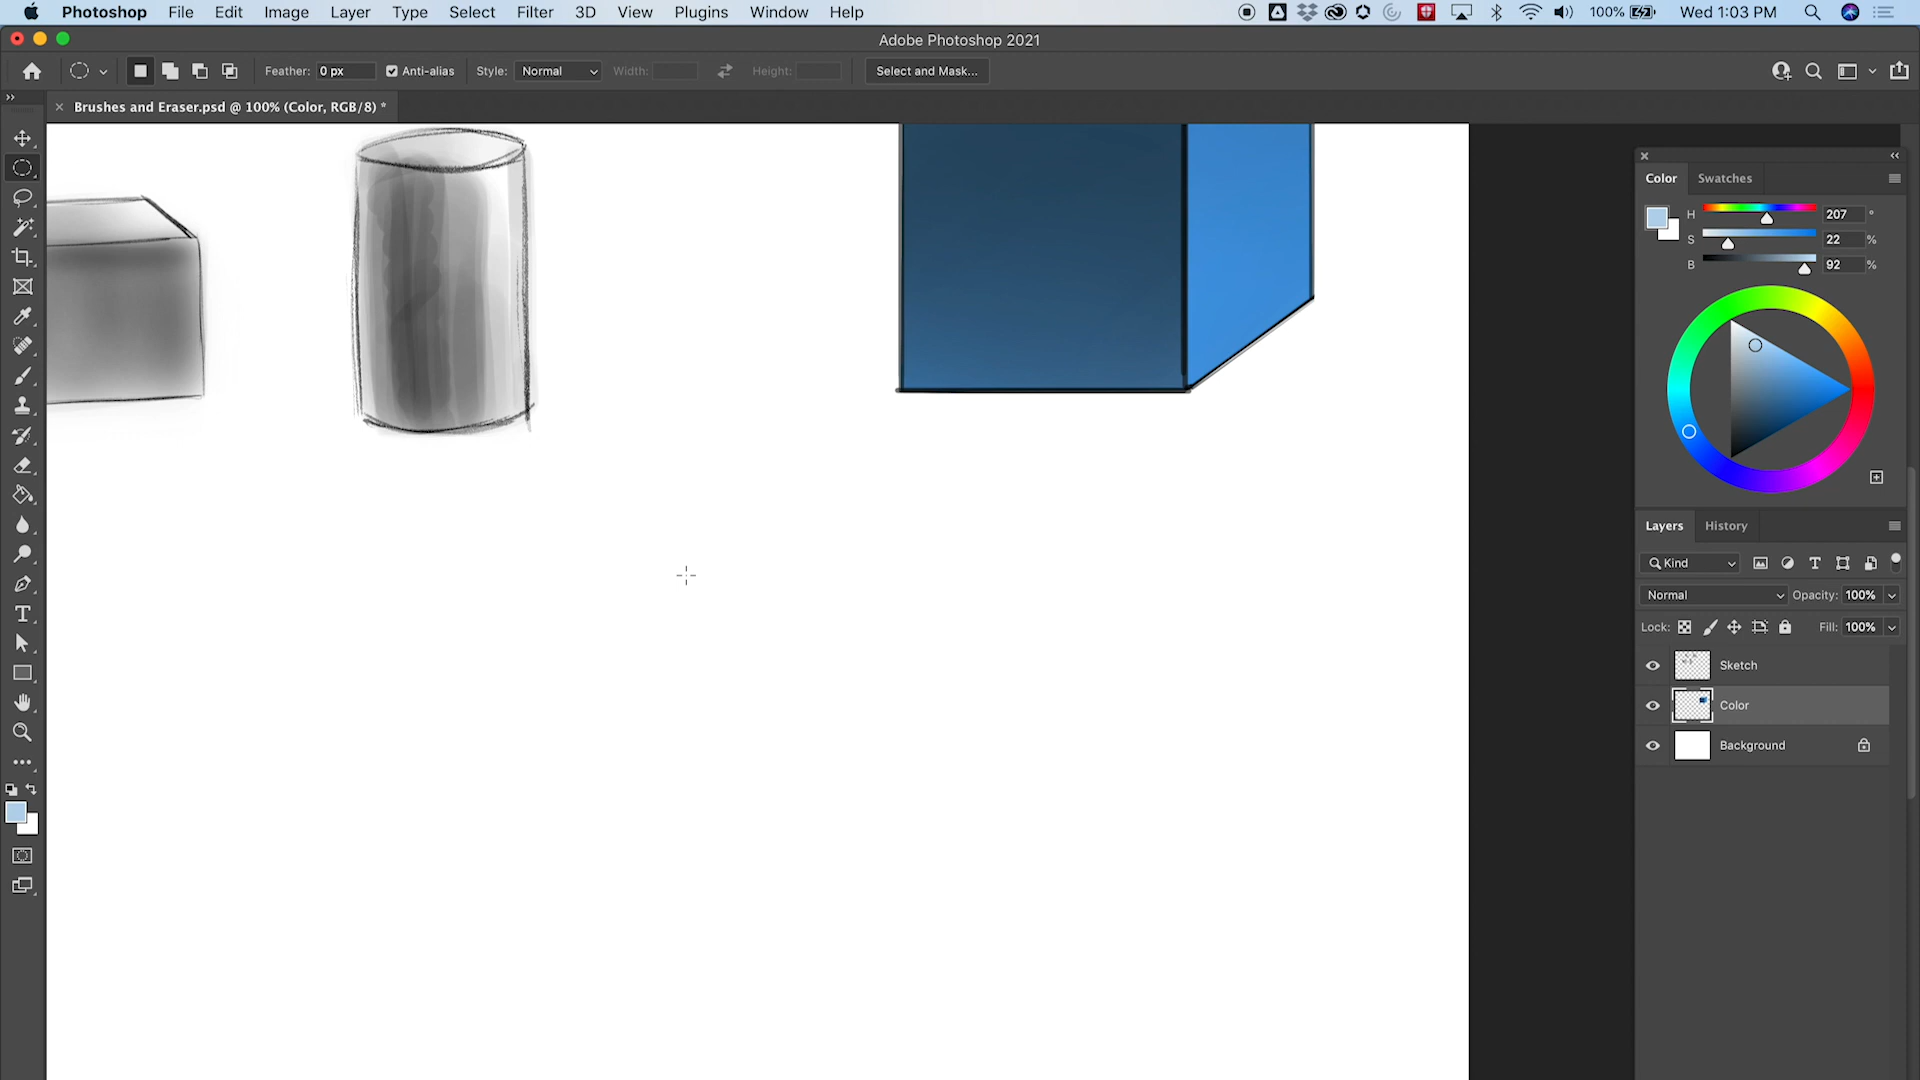 Photoshop File Edit Image Layer Type Select Filter 3D View Plugins Window Help 100% Wed 1:03 PM
Adobe Photoshop 2021
Feather: 0 px Anti-alias Style: Normal Width: Height: Select and Mask...
Brushes and Eraser.psd @ 100% (Color, RGB/8) *
Color Swatches
H 207 °
S 22 %
B 92 %
Layers History
Kind
Normal Opacity: 100%
Lock: Fill: 100%
Sketch
Color
Background